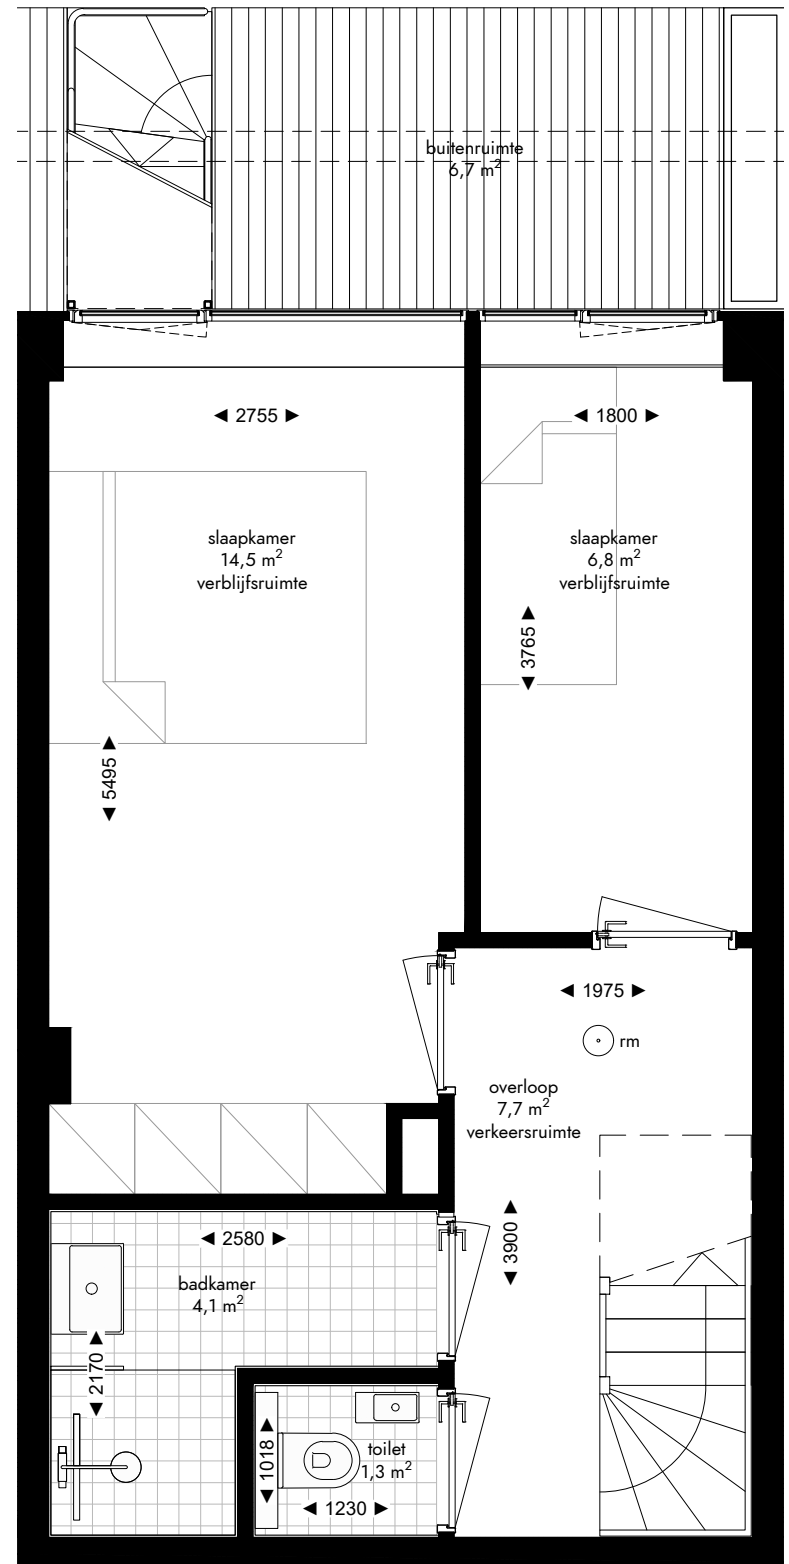 buitenruimte
6,7 m²
◄ 2755 ►
◄ 1800 ►
slaapkamer
14,5 m²
verblijfsruimte
slaapkamer
6,8 m²
verblijfsruimte
◄ 3765 ►
◄ 5495 ►
◄ 1975 ►
rm
overloop
7,7 m²
verkeersruimte
◄ 3900 ►
◄ 2580 ►
badkamer
4,1 m²
◄ 2170 ►
toilet
1,3 m²
◄ 1018 ►
◄ 1230 ►